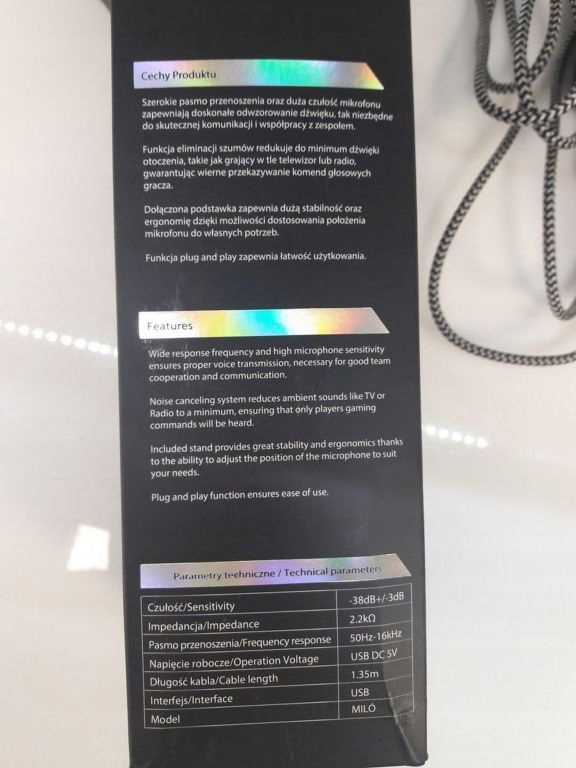 Cechy Produktu
Szerokie pasmo przenoszenia oraz duża czułość mikrofonu
zapewniają doskonałe odwzorowanie dźwięku, tak niezbędne
do skutecznej komunikacji i współpracy z zespołem.
Funkcja eliminacji szumów redukuje do minimum dźwięki
otoczenia, takie jak grający w tle telewizor lub radio,
gwarantując wierne przekazywanie komend głosowych
gracza.
Dołączona podstawka zapewnia dużą stabilność oraz
ergonomię dzięki możliwości dostosowania położenia
mikrofonu do własnych potrzeb.
Funkcja plug and play zapewnia łatwość użytkowania.
Features
Wide response frequency and high microphone sensitivity
ensures proper voice transmission, necessary for good team
cooperation and communication.
Noise canceling system reduces ambient sounds like TV or
Radio to a minimum, ensuring that only players gaming
commands will be heard.
Included stand provides great stability and ergonomics thanks
to the ability to adjust the position of the microphone to suit
your needs.
Plug and play function ensures ease of use.
Parametry techniczne / Technical parameters
Czułość/Sensitivity -38dB+/-3dB
Impedancja/Impedance 2.2kΩ
Pasmo przenoszenia/Frequency response 50Hz-16kHz
Napięcie robocze/Operation Voltage USB DC 5V
Długość kabla/Cable length 1.35m
Interfejs/Interface USB
Model MILÓ